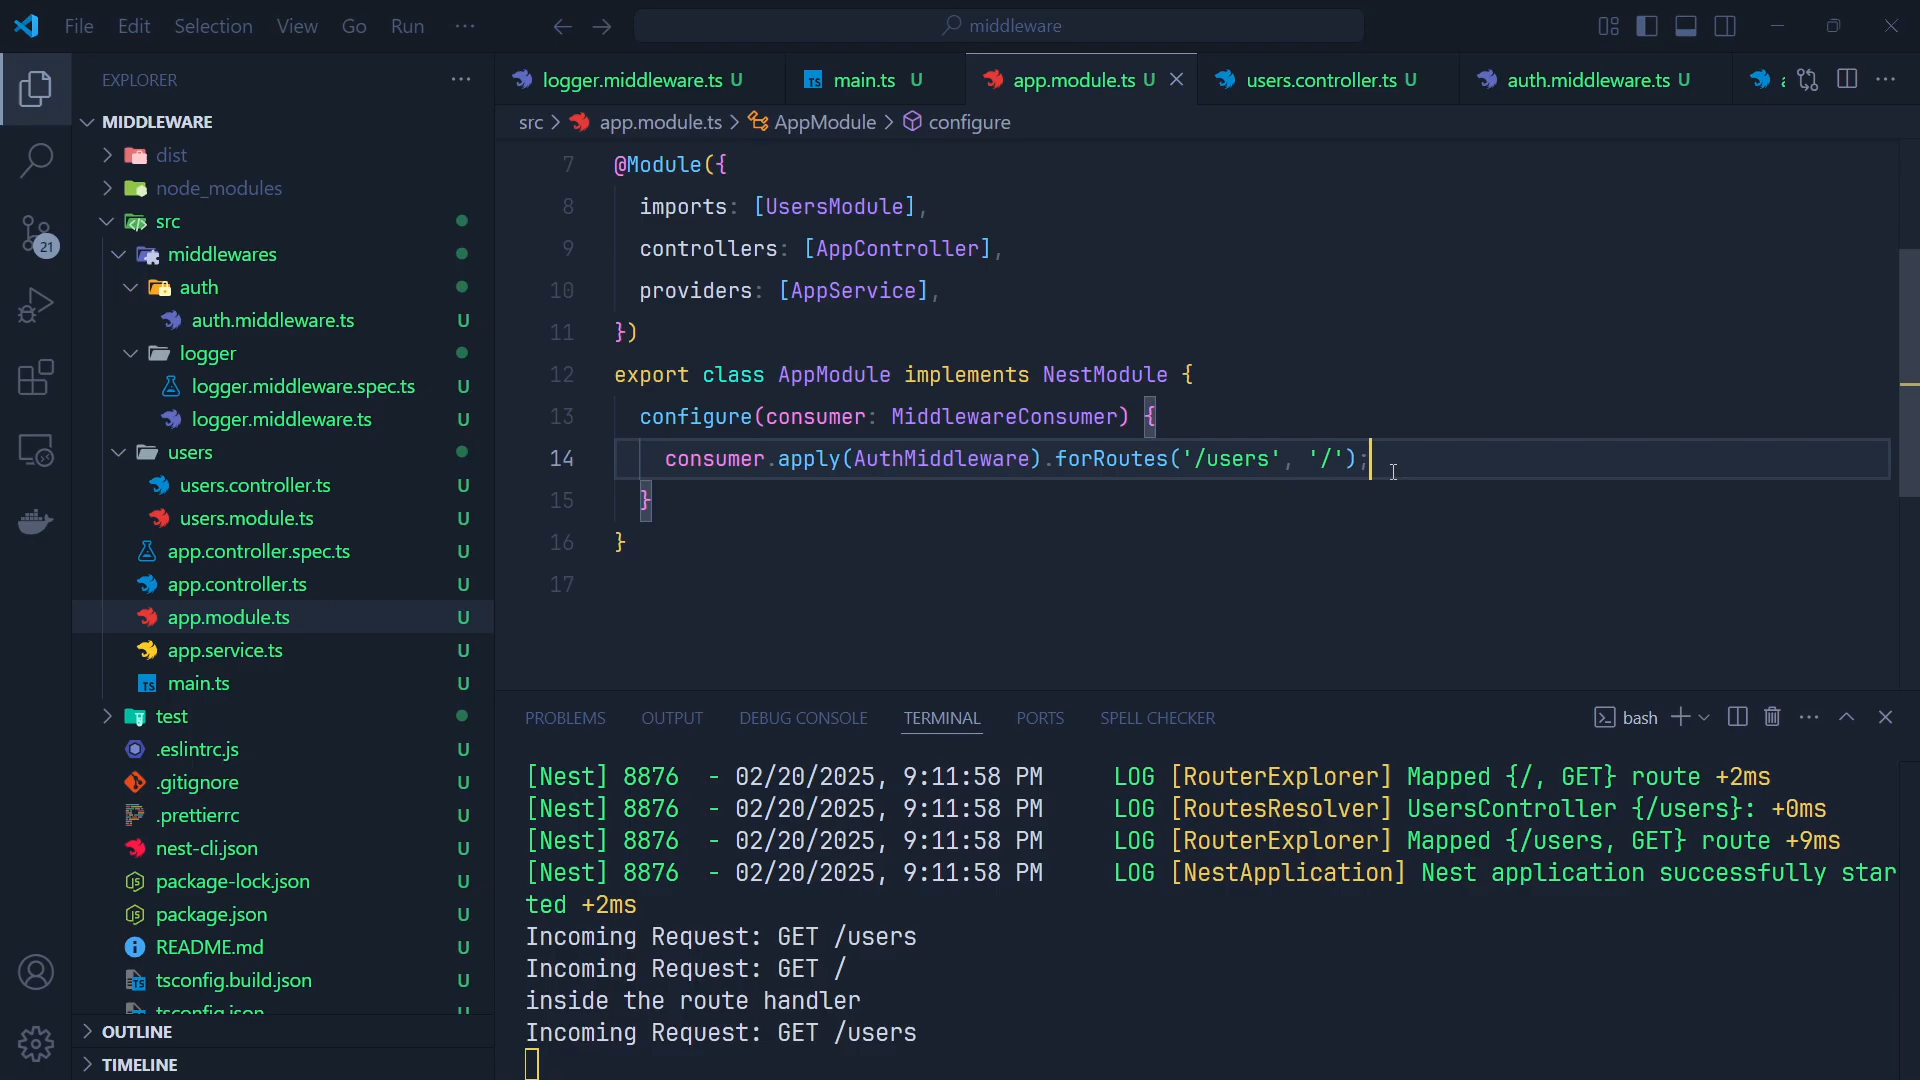 File Edit Selection View Go Run ··· middleware
EXPLORER ···
MIDDLEWARE
dist
node_modules
src
middlewares
auth
auth.middleware.ts U
logger
logger.middleware.spec.ts U
logger.middleware.ts U
users
users.controller.ts U
users.module.ts U
app.controller.spec.ts U
app.controller.ts U
app.module.ts U
app.service.ts U
main.ts U
test
.eslintrc.js U
.gitignore U
.prettierrc U
nest-cli.json U
package-lock.json U
package.json U
README.md U
tsconfig.build.json U
tsconfig.json U
OUTLINE
TIMELINE
21
logger.middleware.ts U main.ts U app.module.ts U users.controller.ts U auth.middleware.ts U
src > app.module.ts > AppModule > configure
7 @Module({
8 imports: [UsersModule],
9 controllers: [AppController],
10 providers: [AppService],
11 })
12 export class AppModule implements NestModule {
13 configure(consumer: MiddlewareConsumer) {
14 consumer.apply(AuthMiddleware).forRoutes('/users', '/');
15 }
16 }
17
PROBLEMS OUTPUT DEBUG CONSOLE TERMINAL PORTS SPELL CHECKER bash
[Nest] 8876 - 02/20/2025, 9:11:58 PM LOG [RouterExplorer] Mapped {/, GET} route +2ms
[Nest] 8876 - 02/20/2025, 9:11:58 PM LOG [RoutesResolver] UsersController {/users}: +0ms
[Nest] 8876 - 02/20/2025, 9:11:58 PM LOG [RouterExplorer] Mapped {/users, GET} route +9ms
[Nest] 8876 - 02/20/2025, 9:11:58 PM LOG [NestApplication] Nest application successfully star
ted +2ms
Incoming Request: GET /users
Incoming Request: GET /
inside the route handler
Incoming Request: GET /users